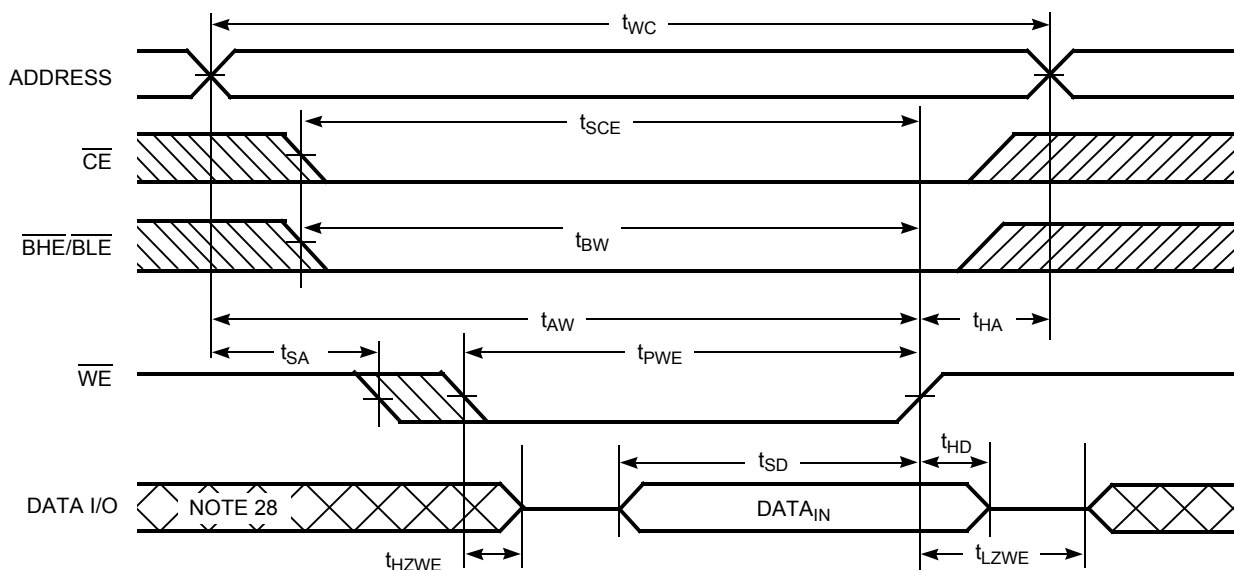 tWC
ADDRESS
tSCE
CE
tBW
BHE/BLE
tAW
tHA
tSA
tPWE
WE
tHD
tSD
DATA I/O
NOTE 28
DATAIN
tHZWE
tLZWE